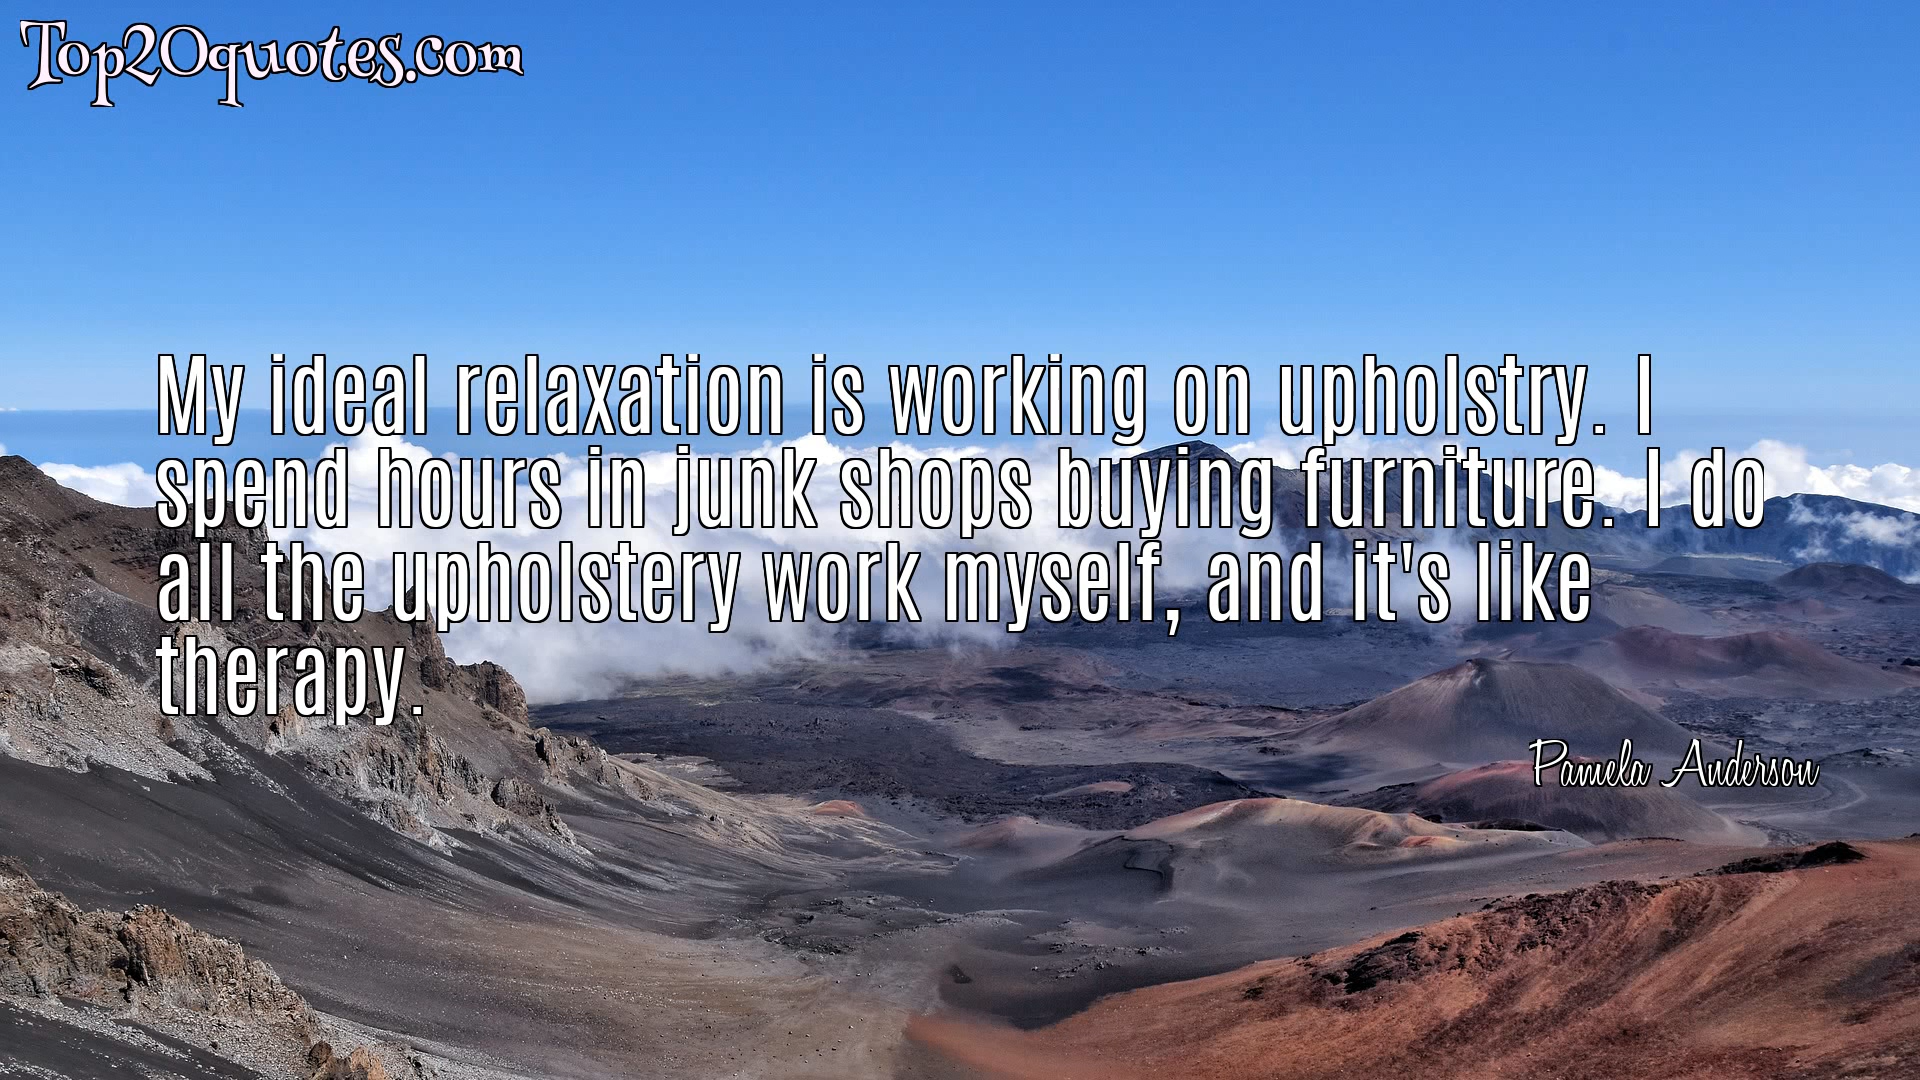 Top20quotes.com
My ideal relaxation is working on upholstry. I
spend hours in junk shops buying furniture. I do
all the upholstery work myself, and it's like
therapy.
Pamela Anderson